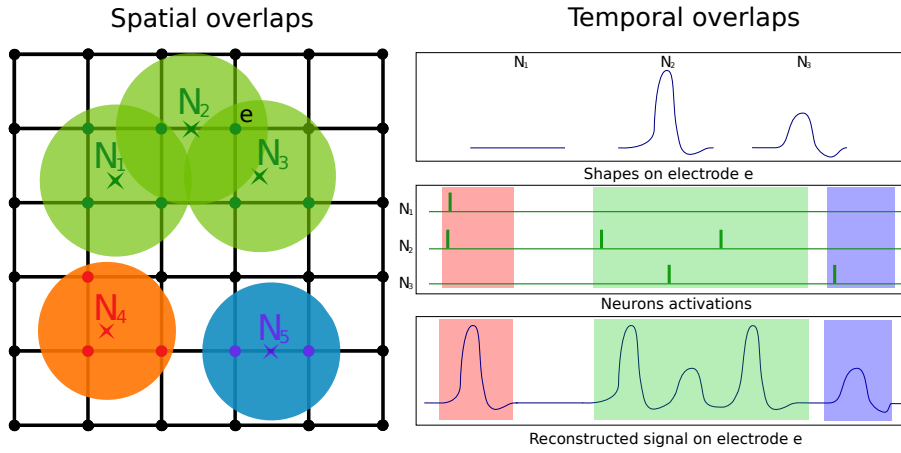 Spatial overlaps
N2
e
N1
N3
N4
N5
Temporal overlaps
N1 N2 N3
Shapes on electrode e
N1
N2
N3
Neurons activations
Reconstructed signal on electrode e